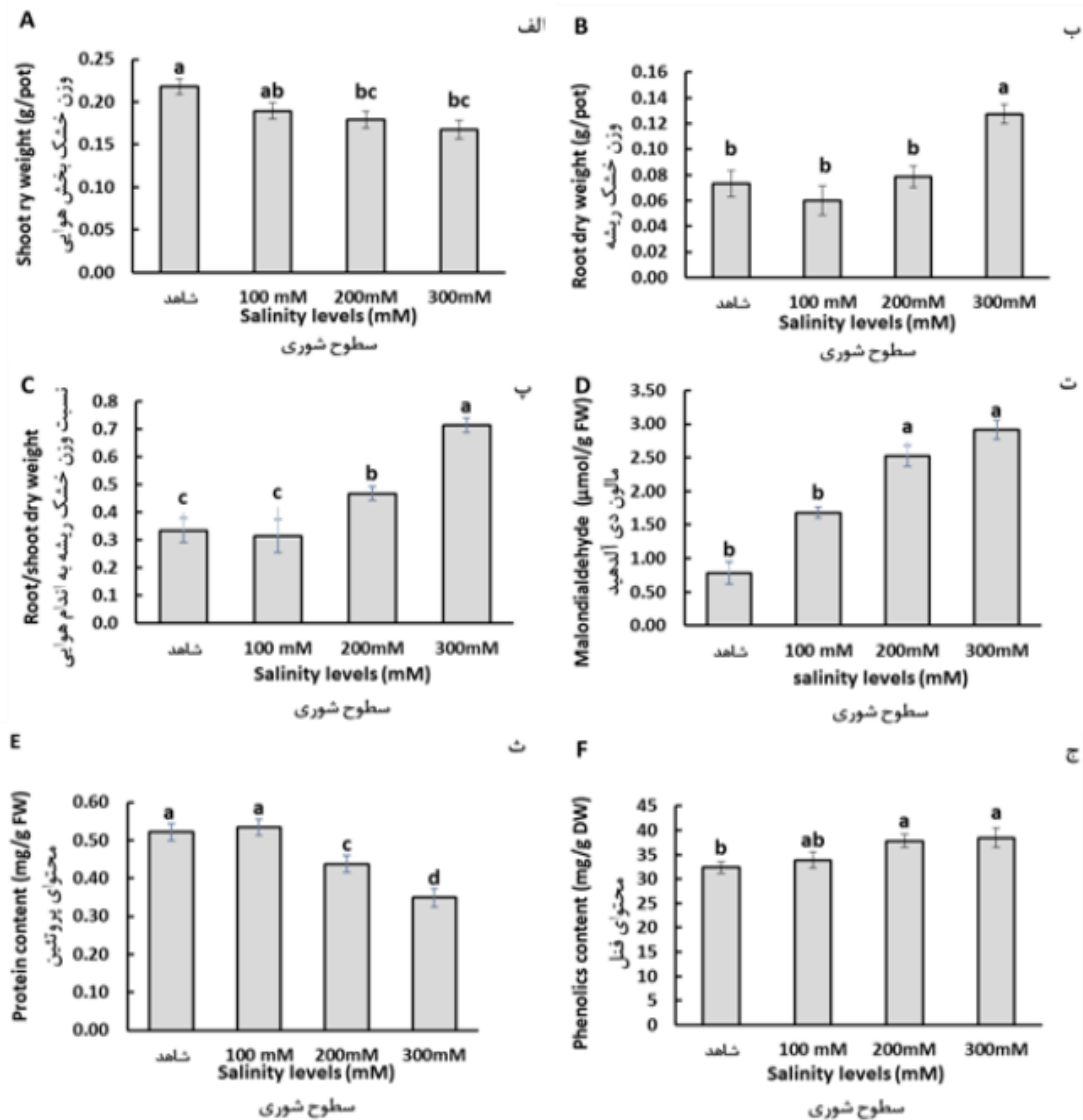 A
الف
Shoot ry weight (g/pot)
وزن خشک بخش هوایی
0.25
0.20
0.15
0.10
0.05
0.00
a
ab
bc
bc
شاهد 100 mM 200mM 300mM
Salinity levels (mM)
سطوح شوری
B
ب
Root dry weight (g/pot)
وزن خشک ریشه
0.16
0.14
0.12
0.10
0.08
0.06
0.04
0.02
0.00
b
b
b
a
شاهد 100 mM 200mM 300mM
Salinity levels (mM)
سطوح شوری
C
پ
Root/shoot dry weight
نسبت وزن خشک ریشه به اندام هوایی
0.8
0.7
0.6
0.5
0.4
0.3
0.2
0.1
0.0
c
c
b
a
شاهد 100 mM 200mM 300mM
Salinity levels (mM)
سطوح شوری
D
ت
Malondialdehyde (µmol/g FW)
مالون دی آلدهید
3.50
3.00
2.50
2.00
1.50
1.00
0.50
0.00
b
b
a
a
شاهد 100 mM 200mM 300mM
salinity levels (mM)
سطوح شوری
E
ث
Protein content (mg/g FW)
محتوای پروتئین
0.60
0.50
0.40
0.30
0.20
0.10
0.00
a
a
c
d
شاهد 100 mM 200mM 300mM
Salinity levels (mM)
سطوح شوری
F
ج
Phenolics content (mg/g DW)
محتوای فنل
45
40
35
30
25
20
15
10
5
0
b
ab
a
a
شاهد 100 mM 200mM 300mM
Salinity levels (mM)
سطوح شوری